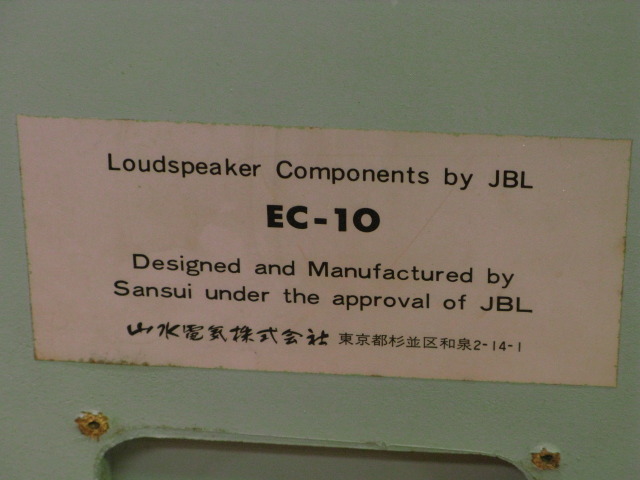 Loudspeaker Components by JBL
EC-10
Designed and Manufactured by
Sansui under the approval of JBL
山水電気株式会社 東京都杉並区和泉2-14-1